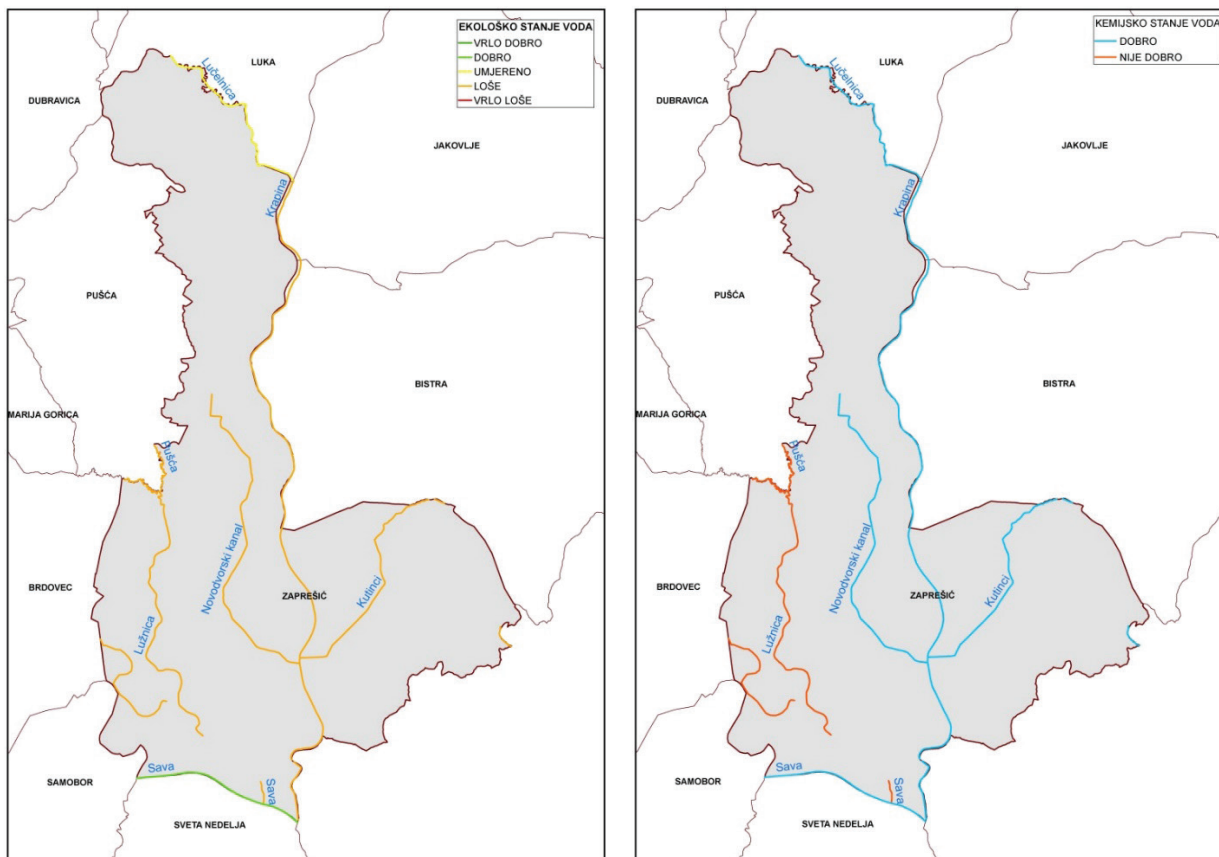 EKOLOŠKO STANJE VODA
VRLO DOBRO
DOBRO
UMJERENO
LOŠE
VRLO LOŠE
LUKA
Lučelnica
DUBRAVICA
JAKOVLJE
Krapina
PUŠĆA
BISTRA
MARIJA GORICA
Pušća
Novodvorski kanal
BRDOVEC
ZAPREŠIĆ
Kutinci
Lužnica
Sava
SAMOBOR
Sava
SVETA NEDELJA
KEMIJSKO STANJE VODA
DOBRO
NIJE DOBRO
LUKA
Lučelnica
DUBRAVICA
JAKOVLJE
Krapina
PUŠĆA
BISTRA
MARIJA GORICA
Pušća
Novodvorski kanal
BRDOVEC
ZAPREŠIĆ
Kutinci
Lužnica
Sava
SAMOBOR
Sava
SVETA NEDELJA